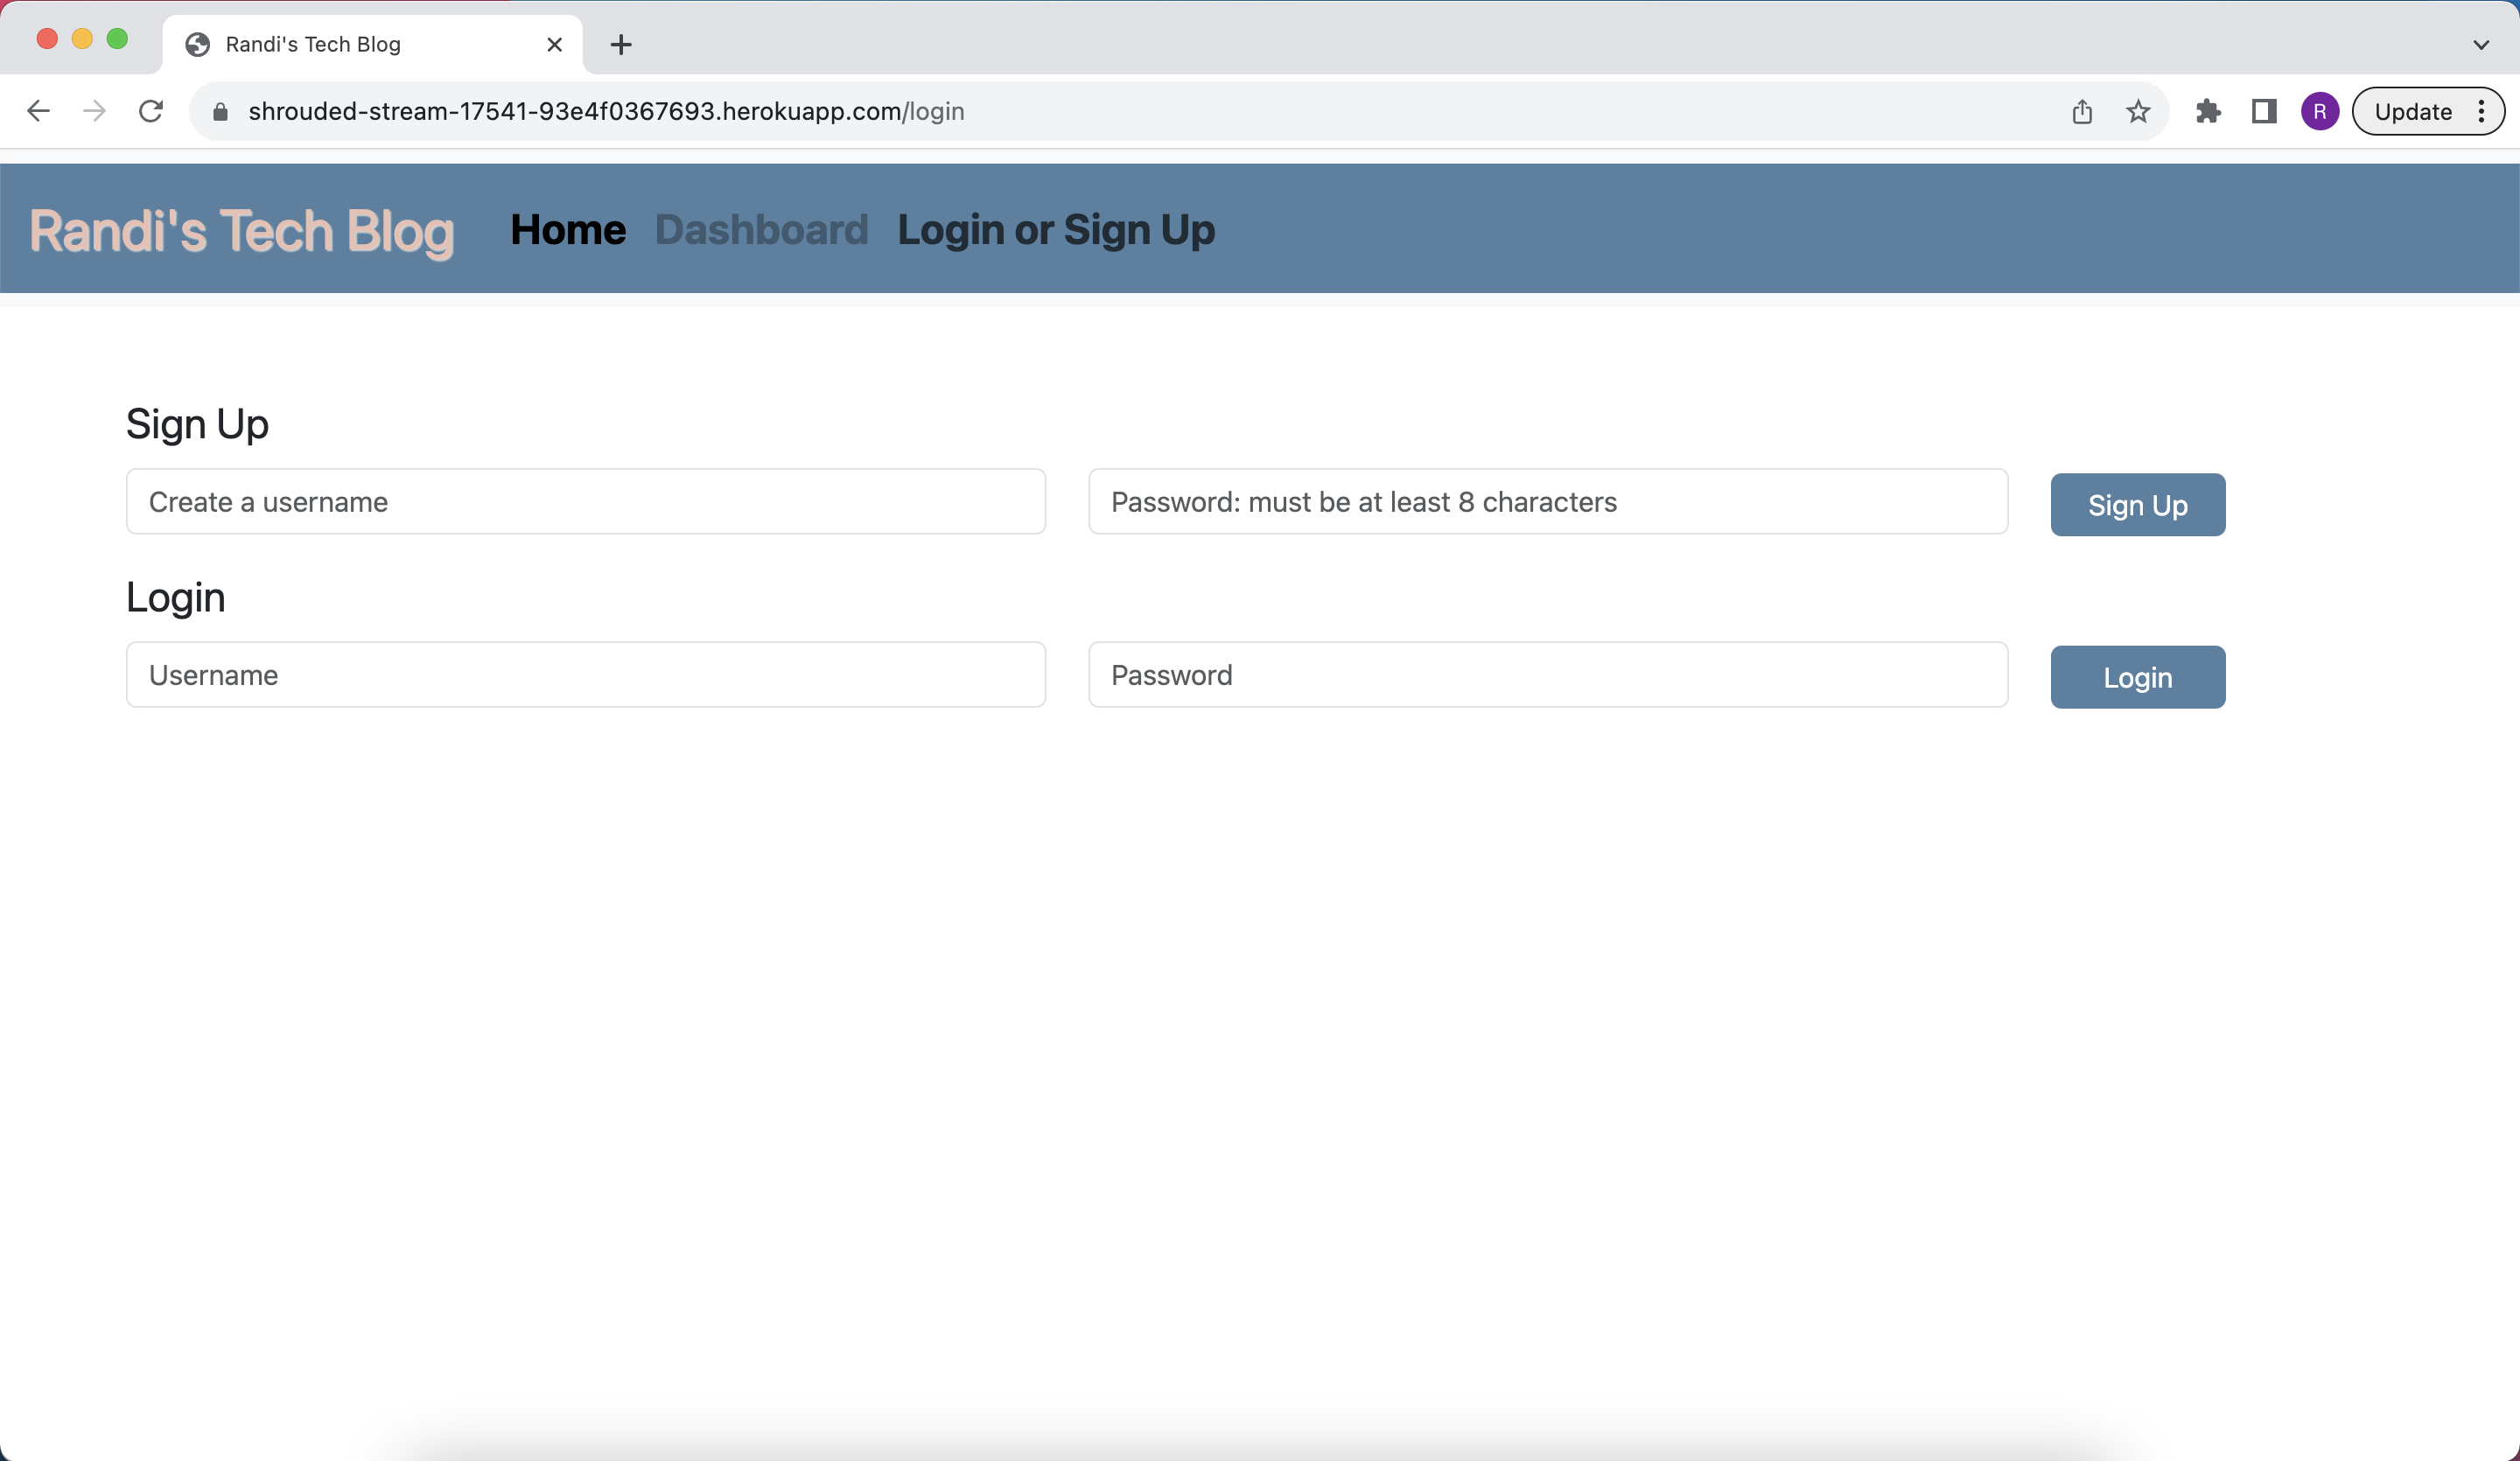 Randi's Tech Blog
shrouded-stream-17541-93e4f0367693.herokuapp.com/login
R
Update
Randi's Tech Blog Home Dashboard Login or Sign Up
Sign Up
Create a username Password: must be at least 8 characters Sign Up
Login
Username Password Login